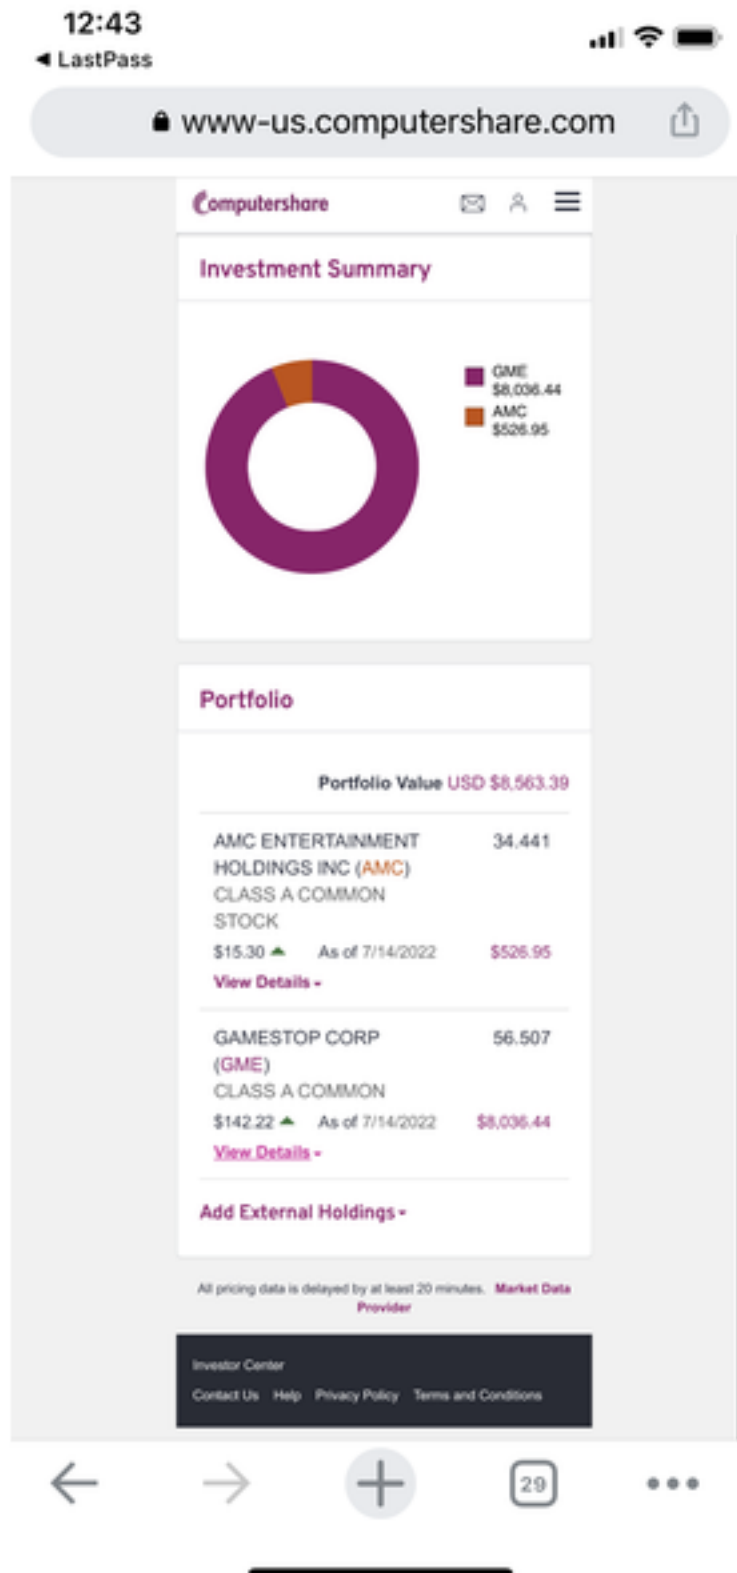 12:43
◀ LastPass
www-us.computershare.com
Computershare
Investment Summary
GME
$8,036.44
AMC
$526.95
Portfolio
Portfolio Value USD $8,563.39
AMC ENTERTAINMENT 34.441
HOLDINGS INC (AMC)
CLASS A COMMON
STOCK
$15.30 As of 7/14/2022 $526.95
View Details
GAMESTOP CORP 56.507
(GME)
CLASS A COMMON
$142.22 As of 7/14/2022 $8,036.44
View Details
Add External Holdings
All pricing data is delayed by at least 20 minutes. Market Data
Provider
Investor Center
Contact Us Help Privacy Policy Terms and Conditions
29